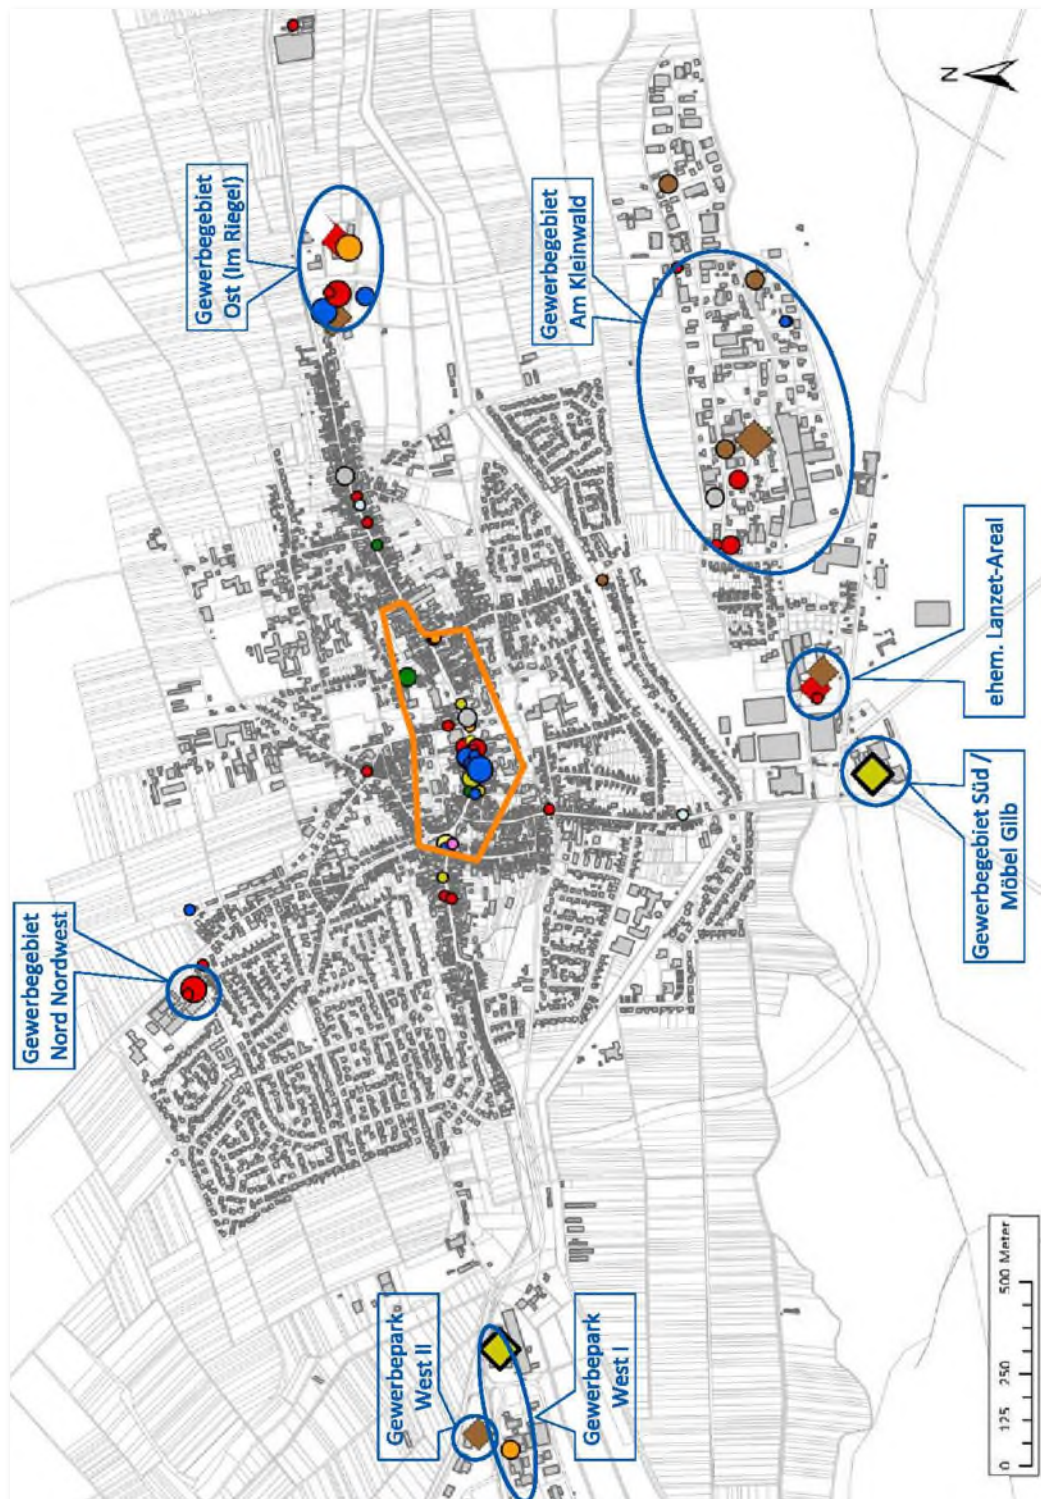 N
Gewerbegebiet
Ost (Im Riegel)
Gewerbegebiet
Am Kleinwald
Gewerbegebiet
Nord Nordwest
ehem. Lanzet-Areal
Gewerbegebiet Süd /
Möbel Gilb
Gewerbepark
West II
Gewerbepark
West I
0 125 250 500 Meter